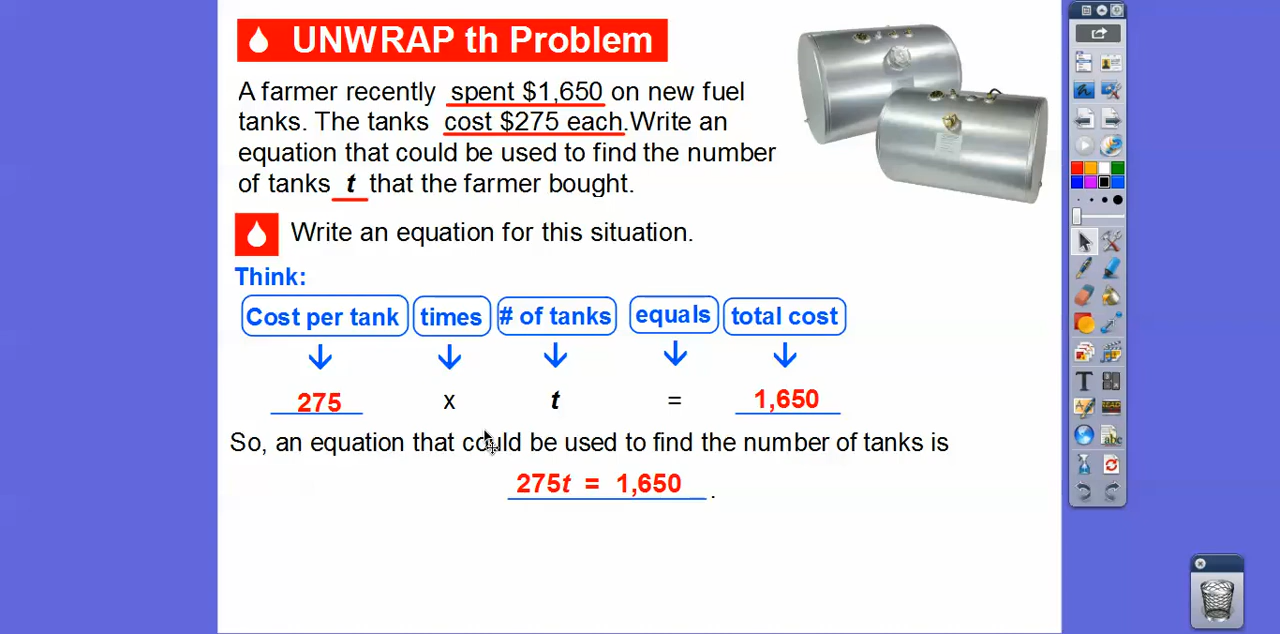 UNWRAP th Problem
A farmer recently spent $1,650 on new fuel
tanks. The tanks cost $275 each.Write an
equation that could be used to find the number
of tanks t that the farmer bought.
Write an equation for this situation.
Think:
Cost per tank times # of tanks equals total cost
275 x t = 1,650
So, an equation that could be used to find the number of tanks is
275t = 1,650 .